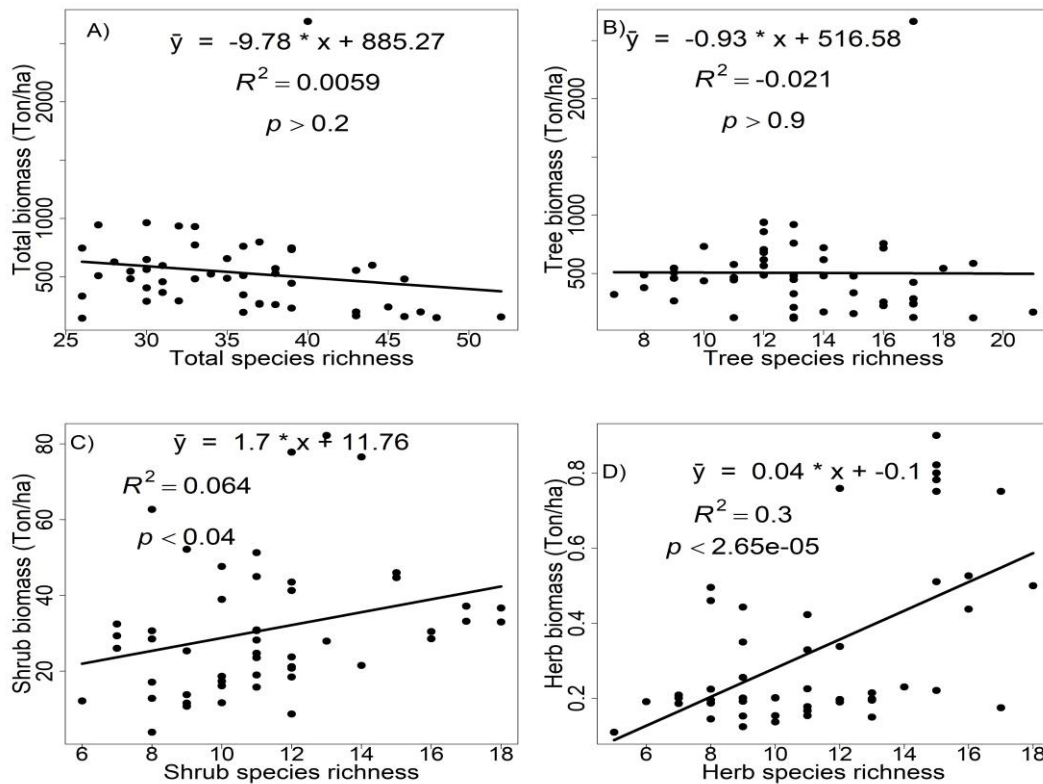 A)
ȳ = -9.78 * x + 885.27
R² = 0.0059
p > 0.2
Total biomass (Ton/ha)
2000
1000
500
25 30 35 40 45 50
Total species richness
B)
ȳ = -0.93 * x + 516.58
R² = -0.021
p > 0.9
Tree biomass (Ton/ha)
2000
1000
500
8 10 12 14 16 18 20
Tree species richness
C)
ȳ = 1.7 * x + 11.76
R² = 0.064
p < 0.04
Shrub biomass (Ton/ha)
80
60
40
20
6 8 10 12 14 16 18
Shrub species richness
D)
ȳ = 0.04 * x + -0.1
R² = 0.3
p < 2.65e-05
Herb biomass (Ton/ha)
0.8
0.6
0.4
0.2
6 8 10 12 14 16 18
Herb species richness